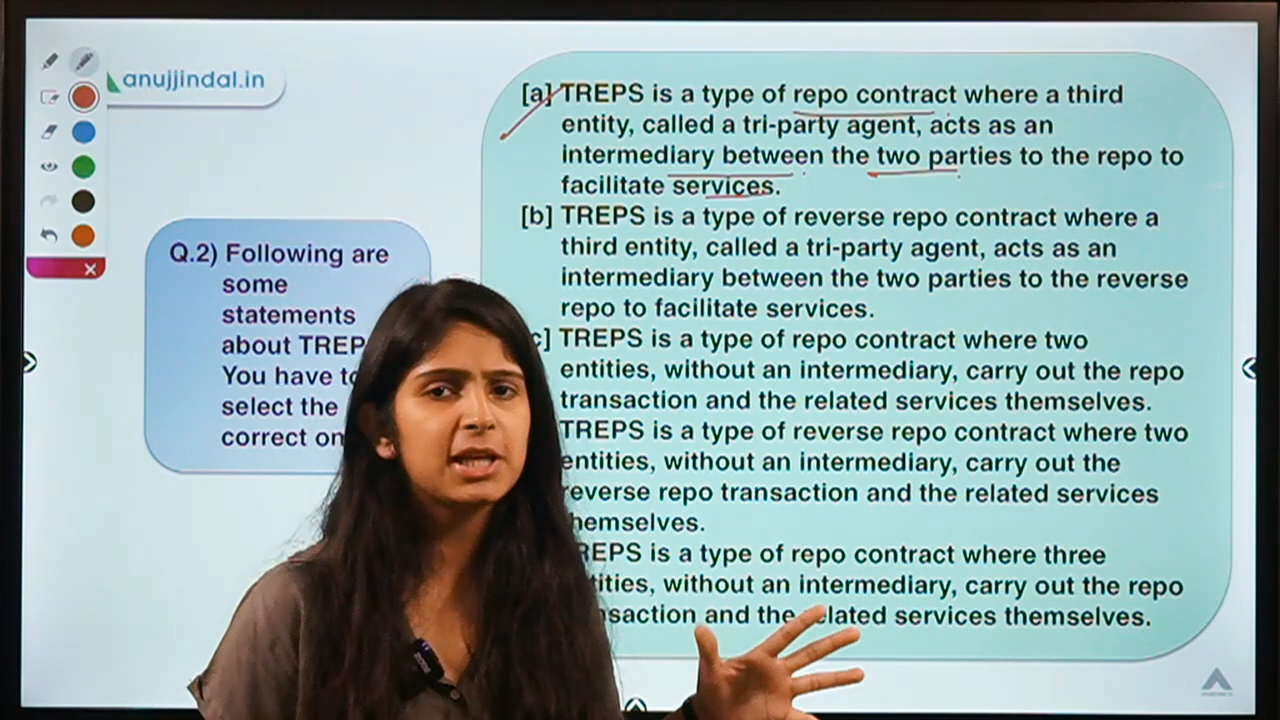 anujjindal.in
Q.2) Following are
some
statements
about TREP
You have to
select the
correct on
[a] TREPS is a type of repo contract where a third
entity, called a tri-party agent, acts as an
intermediary between the two parties to the repo to
facilitate services.
[b] TREPS is a type of reverse repo contract where a
third entity, called a tri-party agent, acts as an
intermediary between the two parties to the reverse
repo to facilitate services.
c] TREPS is a type of repo contract where two
entities, without an intermediary, carry out the repo
transaction and the related services themselves.
TREPS is a type of reverse repo contract where two
entities, without an intermediary, carry out the
reverse repo transaction and the related services
themselves.
TREPS is a type of repo contract where three
entities, without an intermediary, carry out the repo
transaction and the related services themselves.